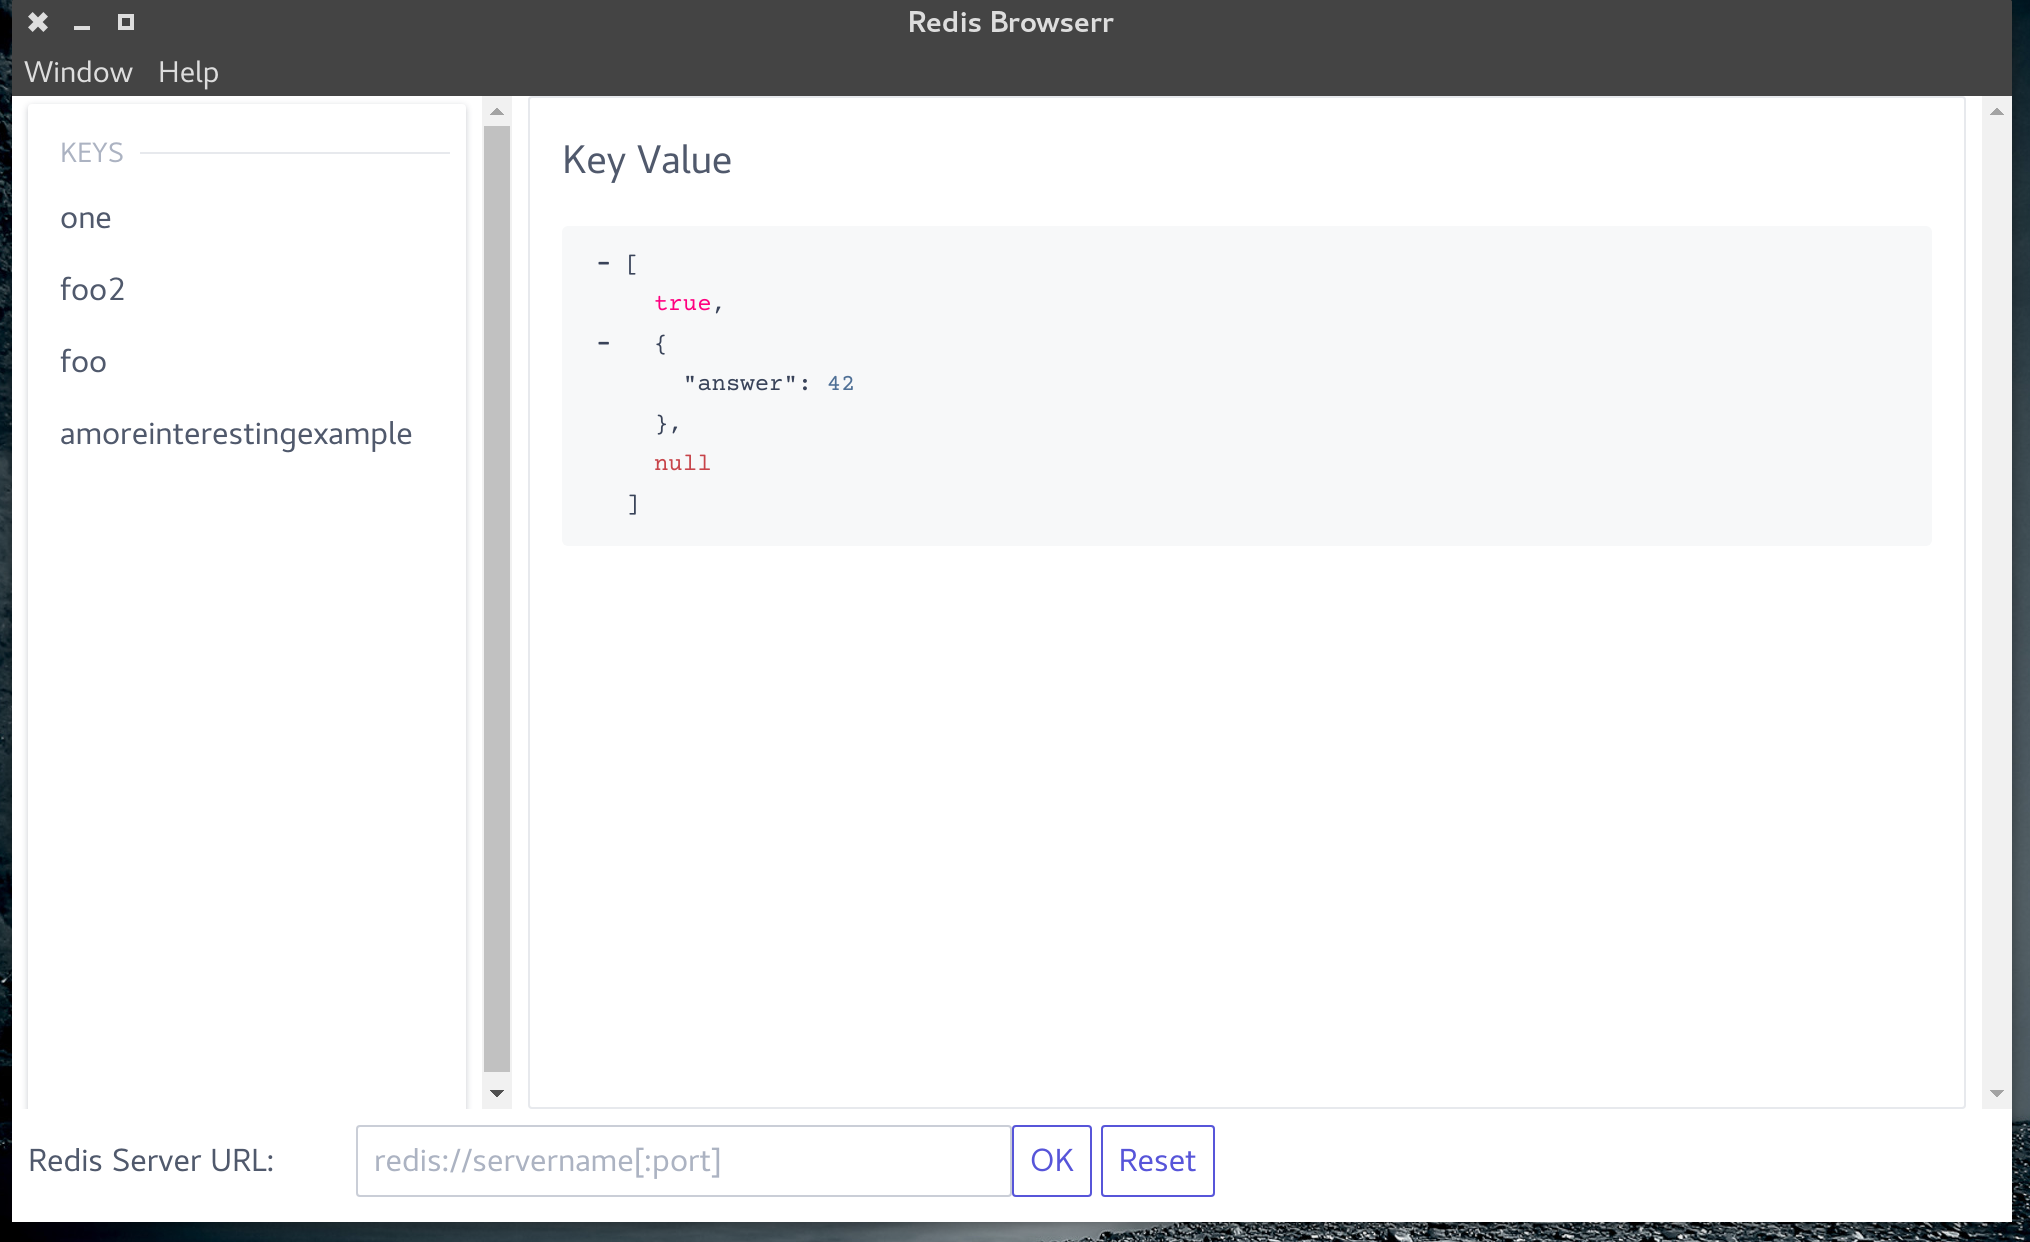 Redis Browserr
Window Help
KEYS
one
foo2
foo
amoreinterestingexample
Key Value
- [
true,
- {
"answer": 42
},
null
]
Redis Server URL: redis://servername[:port] OK Reset